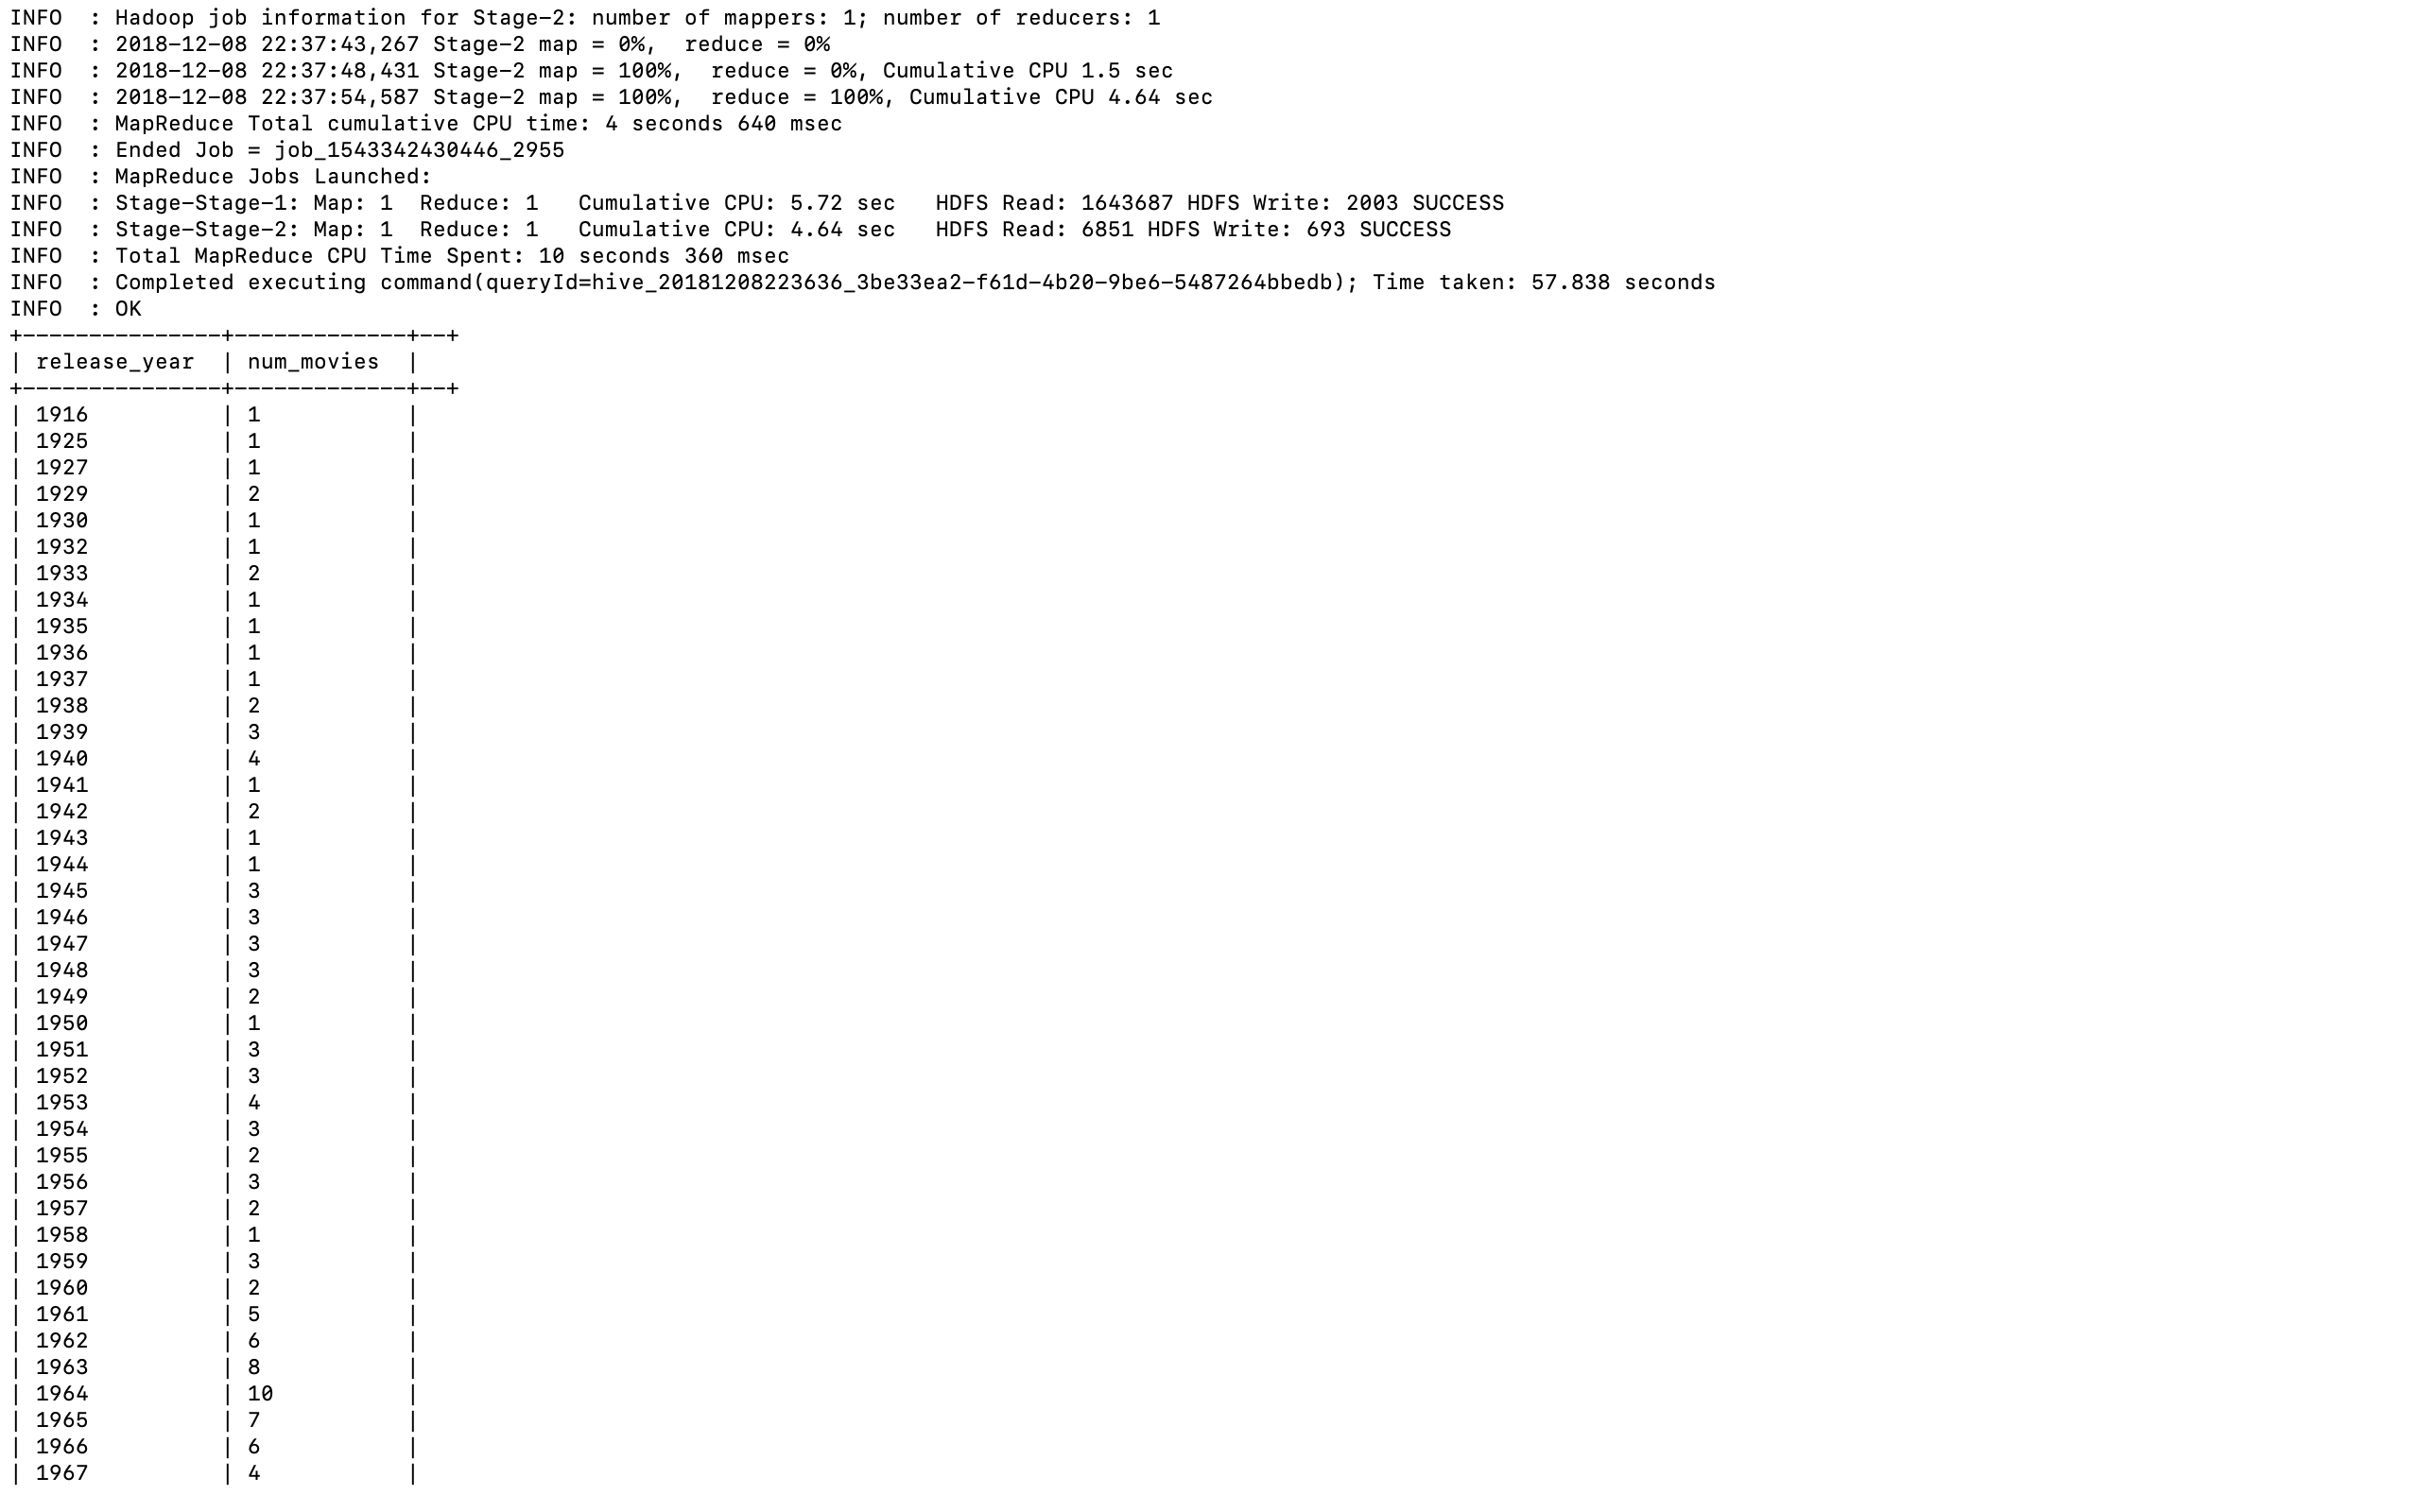 INFO  : Hadoop job information for Stage-2: number of mappers: 1; number of reducers: 1
INFO  : 2018-12-08 22:37:43,267 Stage-2 map = 0%,  reduce = 0%
INFO  : 2018-12-08 22:37:48,431 Stage-2 map = 100%,  reduce = 0%, Cumulative CPU 1.5 sec
INFO  : 2018-12-08 22:37:54,587 Stage-2 map = 100%,  reduce = 100%, Cumulative CPU 4.64 sec
INFO  : MapReduce Total cumulative CPU time: 4 seconds 640 msec
INFO  : Ended Job = job_1543342430446_2955
INFO  : MapReduce Jobs Launched:
INFO  : Stage-Stage-1: Map: 1  Reduce: 1   Cumulative CPU: 5.72 sec   HDFS Read: 1643687 HDFS Write: 2003 SUCCESS
INFO  : Stage-Stage-2: Map: 1  Reduce: 1   Cumulative CPU: 4.64 sec   HDFS Read: 6851 HDFS Write: 693 SUCCESS
INFO  : Total MapReduce CPU Time Spent: 10 seconds 360 msec
INFO  : Completed executing command(queryId=hive_20181208223636_3be33ea2-f61d-4b20-9be6-5487264bbedb); Time taken: 57.838 seconds
INFO  : OK
+---------------+-------------+--+
| release_year  | num_movies  |
+---------------+-------------+--+
| 1916          | 1           |
| 1925          | 1           |
| 1927          | 1           |
| 1929          | 2           |
| 1930          | 1           |
| 1932          | 1           |
| 1933          | 2           |
| 1934          | 1           |
| 1935          | 1           |
| 1936          | 1           |
| 1937          | 1           |
| 1938          | 2           |
| 1939          | 3           |
| 1940          | 4           |
| 1941          | 1           |
| 1942          | 2           |
| 1943          | 1           |
| 1944          | 1           |
| 1945          | 3           |
| 1946          | 3           |
| 1947          | 3           |
| 1948          | 3           |
| 1949          | 2           |
| 1950          | 1           |
| 1951          | 3           |
| 1952          | 3           |
| 1953          | 4           |
| 1954          | 3           |
| 1955          | 2           |
| 1956          | 3           |
| 1957          | 2           |
| 1958          | 1           |
| 1959          | 3           |
| 1960          | 2           |
| 1961          | 5           |
| 1962          | 6           |
| 1963          | 8           |
| 1964          | 10          |
| 1965          | 7           |
| 1966          | 6           |
| 1967          | 4           |